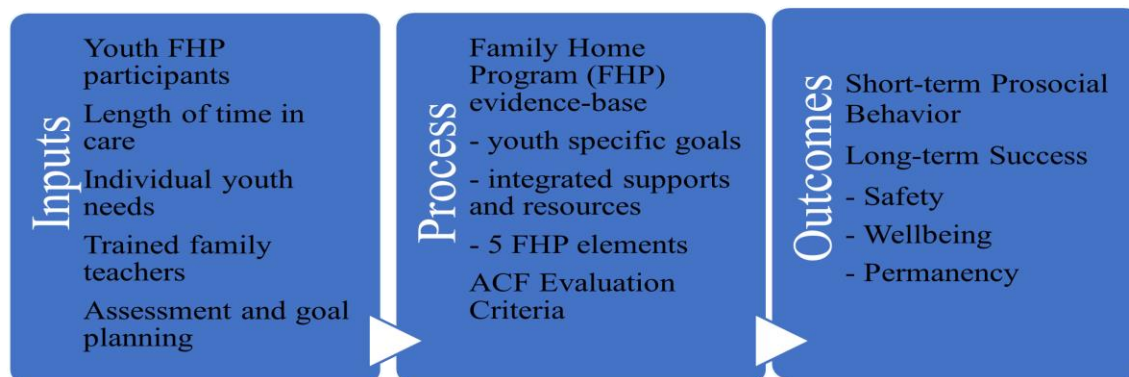 Inputs
Youth FHP
participants
Length of time in
care
Individual youth
needs
Trained family
teachers
Assessment and goal
planning
Process
Family Home
Program (FHP)
evidence-base
- youth specific goals
- integrated supports
and resources
- 5 FHP elements
ACF Evaluation
Criteria
Outcomes
Short-term Prosocial
Behavior
Long-term Success
- Safety
- Wellbeing
- Permanency